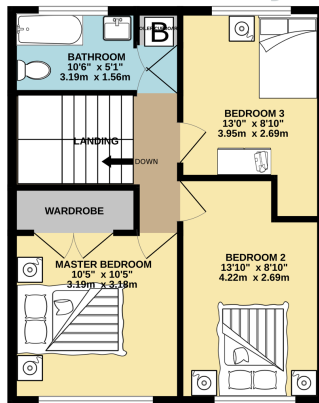 B
BATHROOM
10'6" x 5'1"
3.19m x 1.56m
BEDROOM 3
13'0" x 8'10"
3.95m x 2.69m
LANDING
DOWN
WARDROBE
MASTER BEDROOM
10'5" x 10'5"
3.19m x 3.18m
BEDROOM 2
13'10" x 8'10"
4.22m x 2.69m